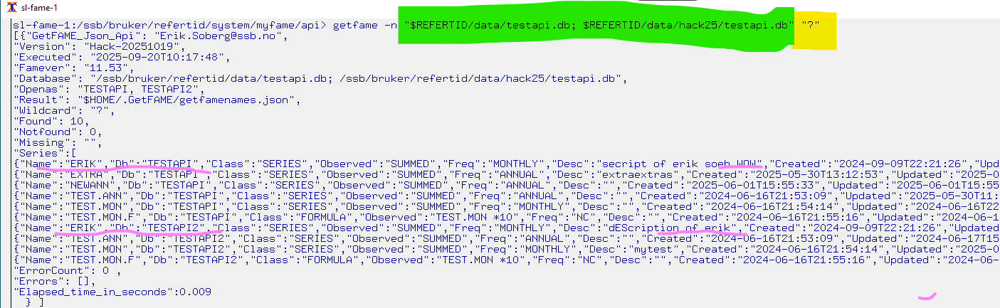 sl-fame-1
sl-fame-1:/ssb/bruker/refertid/system/myfame/api> getfame -n "$REFERTID/data/testapi.db; $REFERTID/data/hack25/testapi.db" "?"
[{"GetFAME_Json_Api": "Erik.Soberg@ssb.no",
"Version": "Hack-20251019",
"Executed": "2025-09-20T10:17:48",
"Famever": "11.53",
"Database": "/ssb/bruker/refertid/data/testapi.db; /ssb/bruker/refertid/data/hack25/testapi.db",
"Openas": "TESTAPI, TESTAPI2",
"Result": "$HOME/.GetFAME/getfamenames.json",
"Wildcard": "?",
"Found": 10,
"Notfound": 0,
"Missing": "",
"Series":[
{"Name":"ERIK","Db":"TESTAPI","Class":"SERIES","Observed":"SUMMED","Freq":"MONTHLY","Desc":"secript of erik soeb WOW","Created":"2024-09-09T22:21:26","Upd
{"Name":"EXTRA","Db":"TESTAPI","Class":"SERIES","Observed":"SUMMED","Freq":"ANNUAL","Desc":"extraextras","Created":"2025-05-30T13:12:53","Updated":"2025-0
{"Name":"NEWANN","Db":"TESTAPI","Class":"SERIES","Observed":"SUMMED","Freq":"ANNUAL","Desc":"","Created":"2025-06-01T15:55:33","Updated":"2025-06-01T15:55
{"Name":"TEST.ANN","Db":"TESTAPI","Class":"SERIES","Observed":"SUMMED","Freq":"ANNUAL","Desc":"","Created":"2024-06-16T21:53:09","Updated":"2025-05-30T11:
{"Name":"TEST.MON","Db":"TESTAPI","Class":"SERIES","Observed":"SUMMED","Freq":"MONTHLY","Desc":"","Created":"2024-06-16T21:54:14","Updated":"2024-06-16T22
{"Name":"TEST.MON.F","Db":"TESTAPI","Class":"FORMULA","Observed":"TEST.MON *10","Freq":"NC","Desc":"","Created":"2024-06-16T21:55:16","Updated":"2024-06-1
{"Name":"ERIK","Db":"TESTAPI2","Class":"SERIES","Observed":"SUMMED","Freq":"MONTHLY","Desc":"dEScription of erik","Created":"2024-09-09T22:21:26","Updated
{"Name":"TEST.ANN","Db":"TESTAPI2","Class":"SERIES","Observed":"SUMMED","Freq":"ANNUAL","Desc":"","Created":"2024-06-16T21:53:09","Updated":"2024-06-17T15
{"Name":"TEST.MON","Db":"TESTAPI2","Class":"SERIES","Observed":"SUMMED","Freq":"MONTHLY","Desc":"mytest","Created":"2024-06-16T21:54:14","Updated":"2025-0
{"Name":"TEST.MON.F","Db":"TESTAPI2","Class":"FORMULA","Observed":"TEST.MON *10","Freq":"NC","Desc":"","Created":"2024-06-16T21:55:16","Updated":"2024-06-
"ErrorCount": 0 ,
"Errors": [],
"Elapsed_time_in_seconds":0.009
} ]